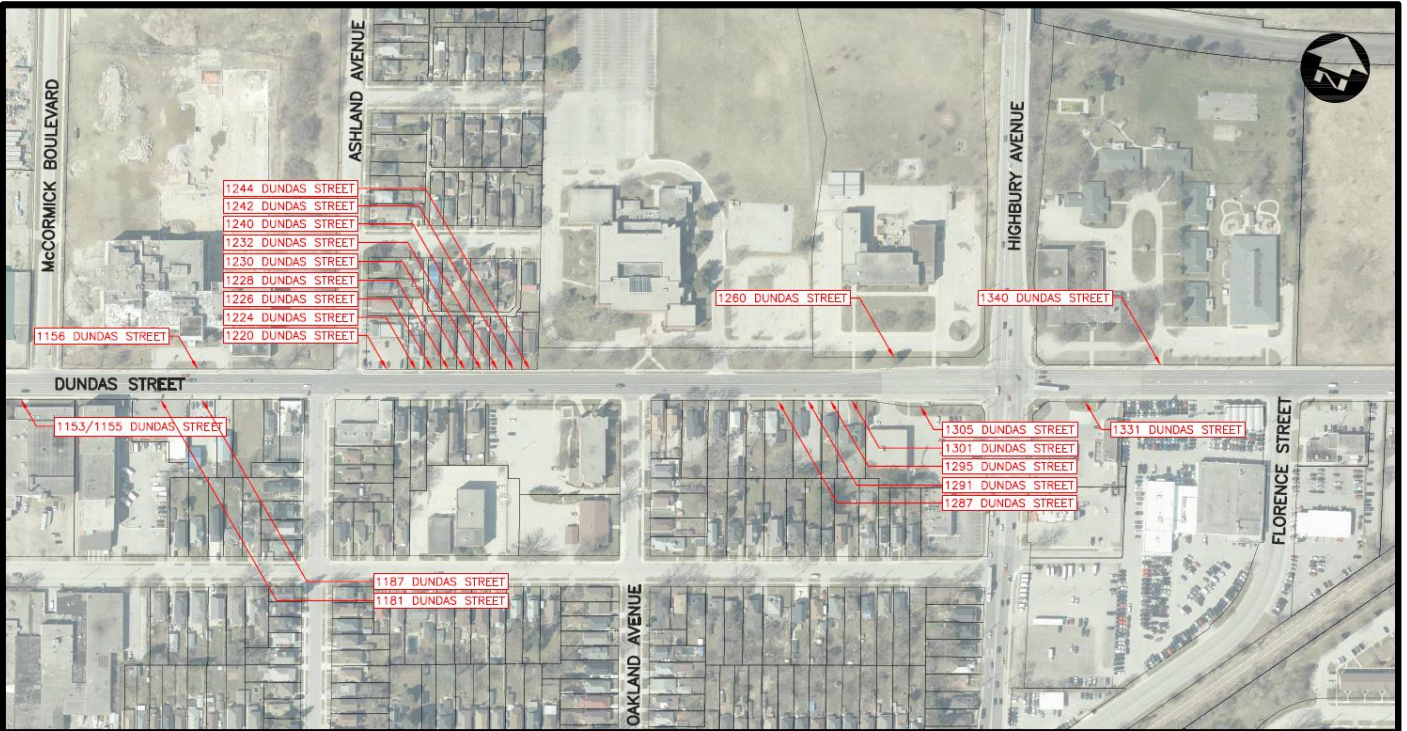 McCORMICK BOULEVARD
ASHLAND AVENUE
HIGHBURY AVENUE
1244 DUNDAS STREET
1242 DUNDAS STREET
1240 DUNDAS STREET
1232 DUNDAS STREET
1230 DUNDAS STREET
1228 DUNDAS STREET
1226 DUNDAS STREET
1224 DUNDAS STREET
1220 DUNDAS STREET
1260 DUNDAS STREET
1340 DUNDAS STREET
1156 DUNDAS STREET
DUNDAS STREET
1153/1155 DUNDAS STREET
1305 DUNDAS STREET
1301 DUNDAS STREET
1295 DUNDAS STREET
1291 DUNDAS STREET
1287 DUNDAS STREET
1331 DUNDAS STREET
FLORENCE STREET
1187 DUNDAS STREET
1181 DUNDAS STREET
OAKLAND AVENUE